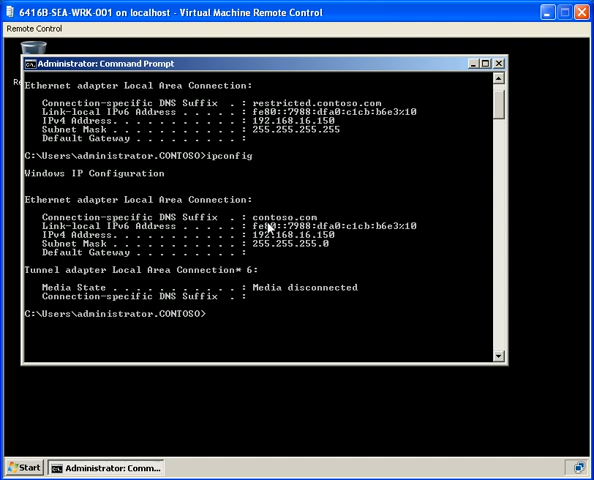 6416B-SEA-WRK-001 on localhost - Virtual Machine Remote Control
Remote Control
Administrator: Command Prompt
Ethernet adapter Local Area Connection:
Connection-specific DNS Suffix . : restricted.contoso.com
Link-local IPv6 Address . . . . . : fe80::7988:dfa0:c1cb:b6e3%10
IPv4 Address. . . . . . . . . . . : 192.168.16.150
Subnet Mask . . . . . . . . . . . : 255.255.255.255
Default Gateway . . . . . . . . . :
C:\Users\administrator.CONTOSO>ipconfig
Windows IP Configuration
Ethernet adapter Local Area Connection:
Connection-specific DNS Suffix . : contoso.com
Link-local IPv6 Address . . . . . : fe80::7988:dfa0:c1cb:b6e3%10
IPv4 Address. . . . . . . . . . . : 192.168.16.150
Subnet Mask . . . . . . . . . . . : 255.255.255.0
Default Gateway . . . . . . . . . :
Tunnel adapter Local Area Connection* 6:
Media State . . . . . . . . . . . : Media disconnected
Connection-specific DNS Suffix . :
C:\Users\administrator.CONTOSO>
Start
Administrator: Comm...